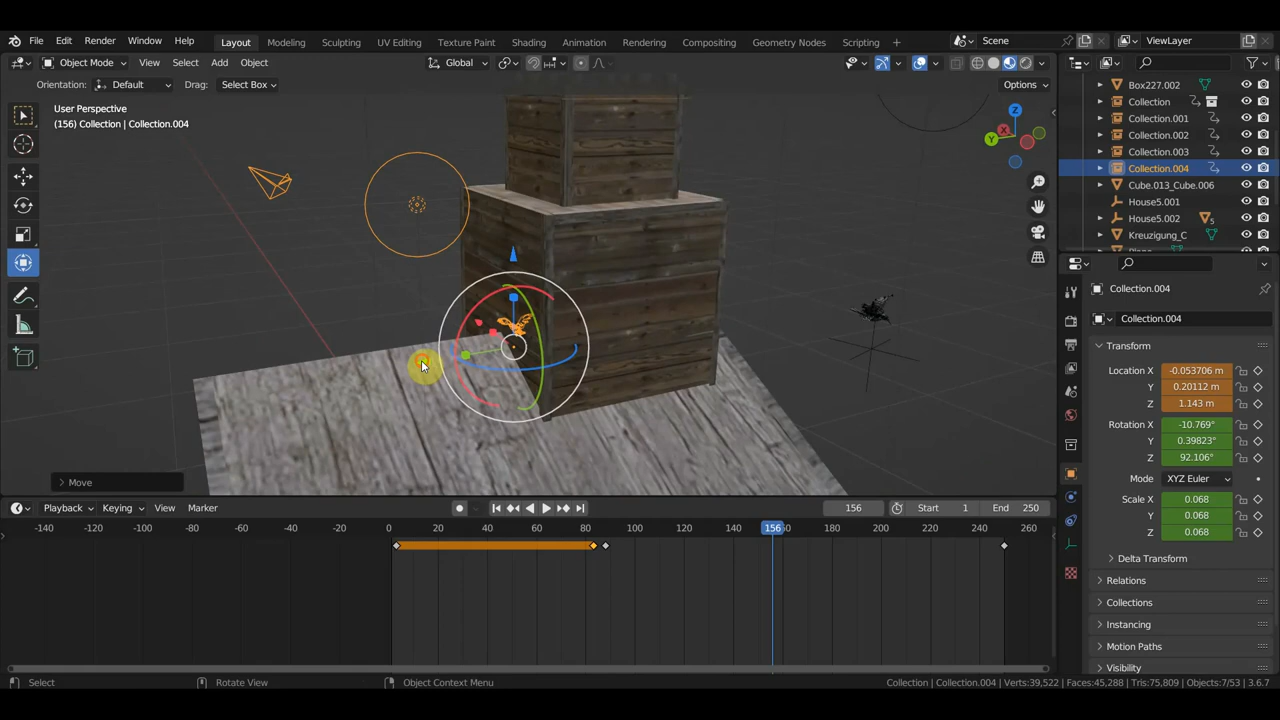 File Edit Render Window Help Layout Modeling Sculpting UV Editing Texture Paint Shading Animation Rendering Compositing Geometry Nodes Scripting + Scene ViewLayer
Object Mode View Select Add Object Global
Orientation: Default Drag: Select Box Options
User Perspective
(156) Collection | Collection.004
Z
X
Y
Box227.002
Collection
Collection.001
Collection.002
Collection.003
Collection.004
Cube.013_Cube.006
House5.001
House5.002 5
Kreuzigung_C
Collection.004
Collection.004
Transform
Location X -0.053706 m
Y 0.20112 m
Z 1.143 m
Rotation X -10.769°
Y 0.39823°
Z 92.106°
Mode XYZ Euler
Scale X 0.068
Y 0.068
Z 0.068
Delta Transform
Relations
Collections
Instancing
Motion Paths
Visibility
Move
Playback Keying View Marker 156 Start 1 End 250
-140 -120 -100 -80 -60 -40 -20 0 20 40 60 80 100 120 140 156 180 200 220 240 260
Select Rotate View Object Context Menu Collection | Collection.004 | Verts:39,522 | Faces:45,288 | Tris:75,809 | Objects:7/53 | 3.6.7